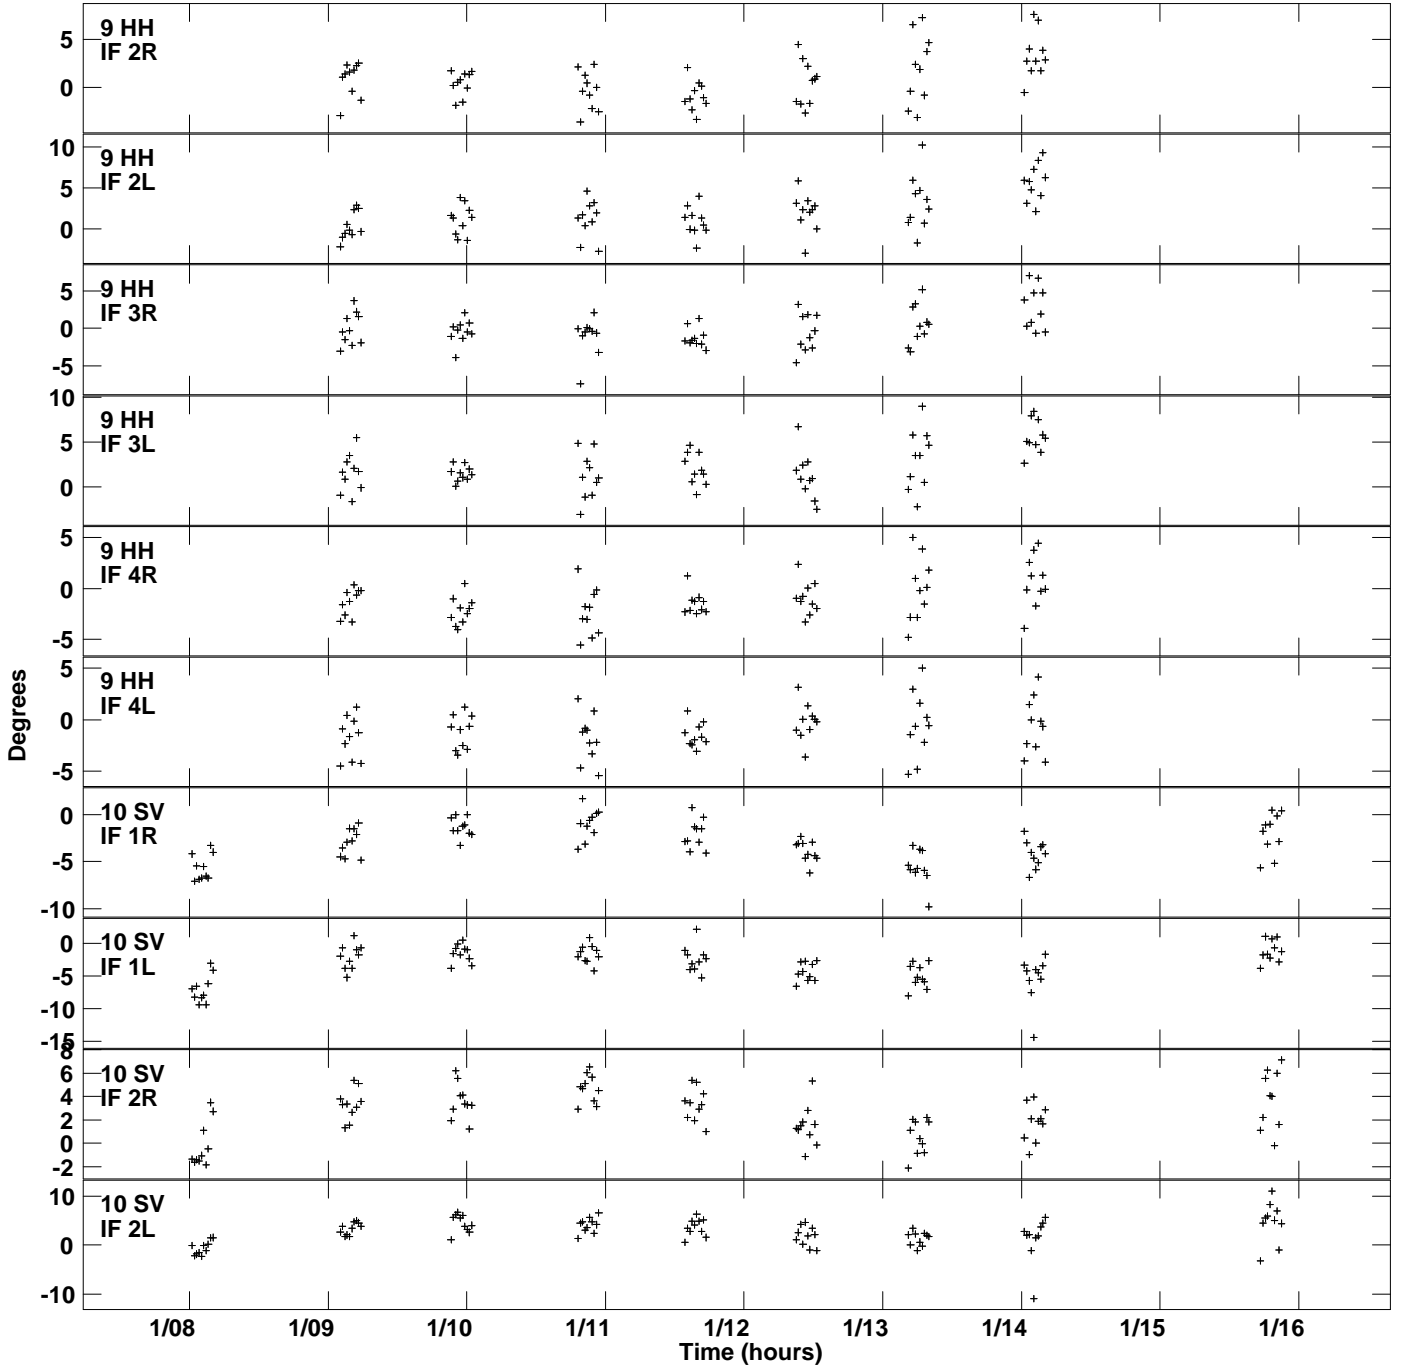 9 HH
IF 2R
5
0
9 HH
IF 2L
10
5
0
9 HH
IF 3R
5
0
-5
9 HH
IF 3L
10
5
0
9 HH
IF 4R
5
0
-5
9 HH
IF 4L
5
0
-5
10 SV
IF 1R
0
-5
-10
10 SV
IF 1L
0
-5
-10
-15
10 SV
IF 2R
8
6
4
2
0
-2
10 SV
IF 2L
10
0
-10
Degrees
1/08 1/09 1/10 1/11 1/12 1/13 1/14 1/15 1/16
Time (hours)